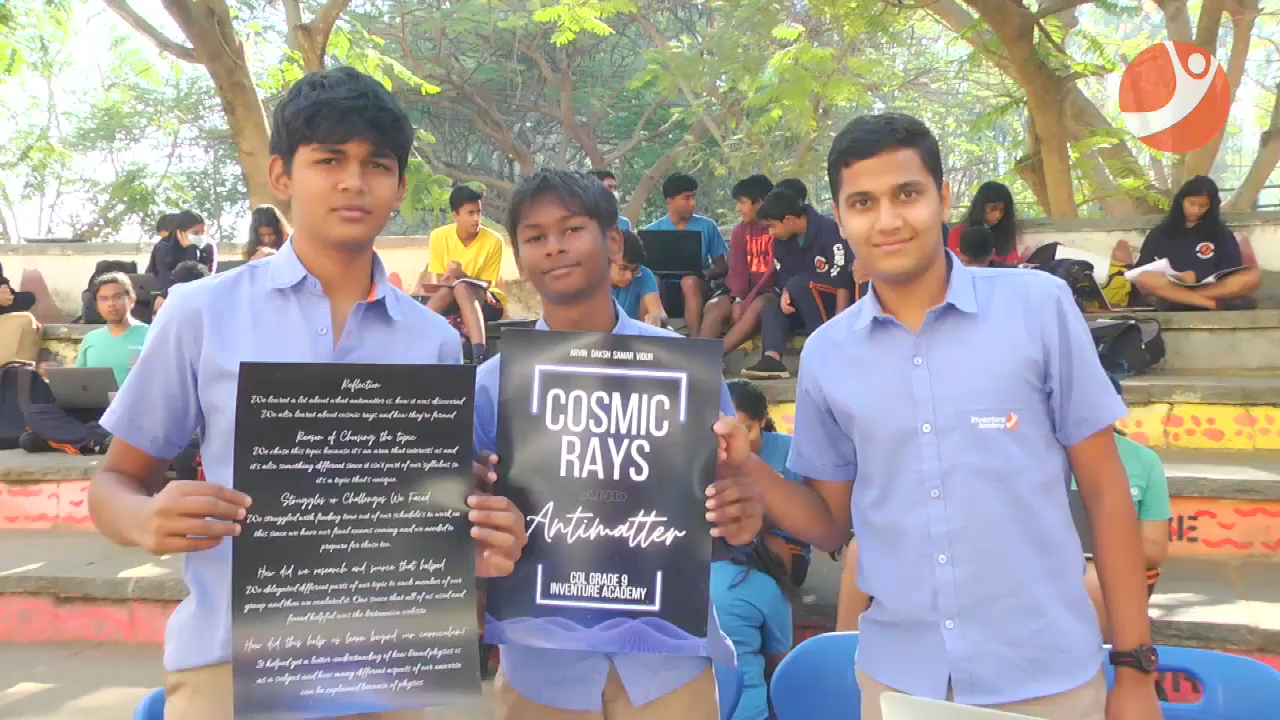 Reflection
We learnt a lot about what antimatter is, how it was discovered
We also learnt about cosmic rays and how they're formed
Reason of Choosing the topic
We chose this topic because it's an area that interests us and
it's also something different since it isn't part of our syllabus so
it's a topic that's unique.
Struggles or Challenges We Faced
We struggled with finding time out of our schedule's to work on
this since we have our final exams coming and we needed to
prepare for those too.
How did we research and source that helped
We delegated different parts of our topic to each member of our
group and then we
One source that all of us used and
found helpful was the britannica website
How did this help us learn beyond our curriculum?
It helped get a better understanding of how broad physics is
as a subject and how many different aspects of our universe
can be explained because of physics
ARVIN DAKSH SAMAR VIDUR
COSMIC
RAYS
AND
Antimatter
COL GRADE 9
INVENTURE ACADEMY
Inventure
Academy